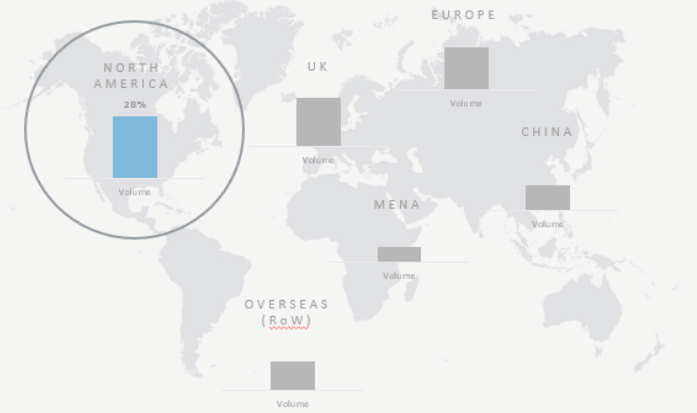 EUROPE
UK
NORTH
AMERICA
28%
Volume
Volume
Volume
CHINA
MENA
Volume
Volume
OVERSEAS
(RoW)
Volume